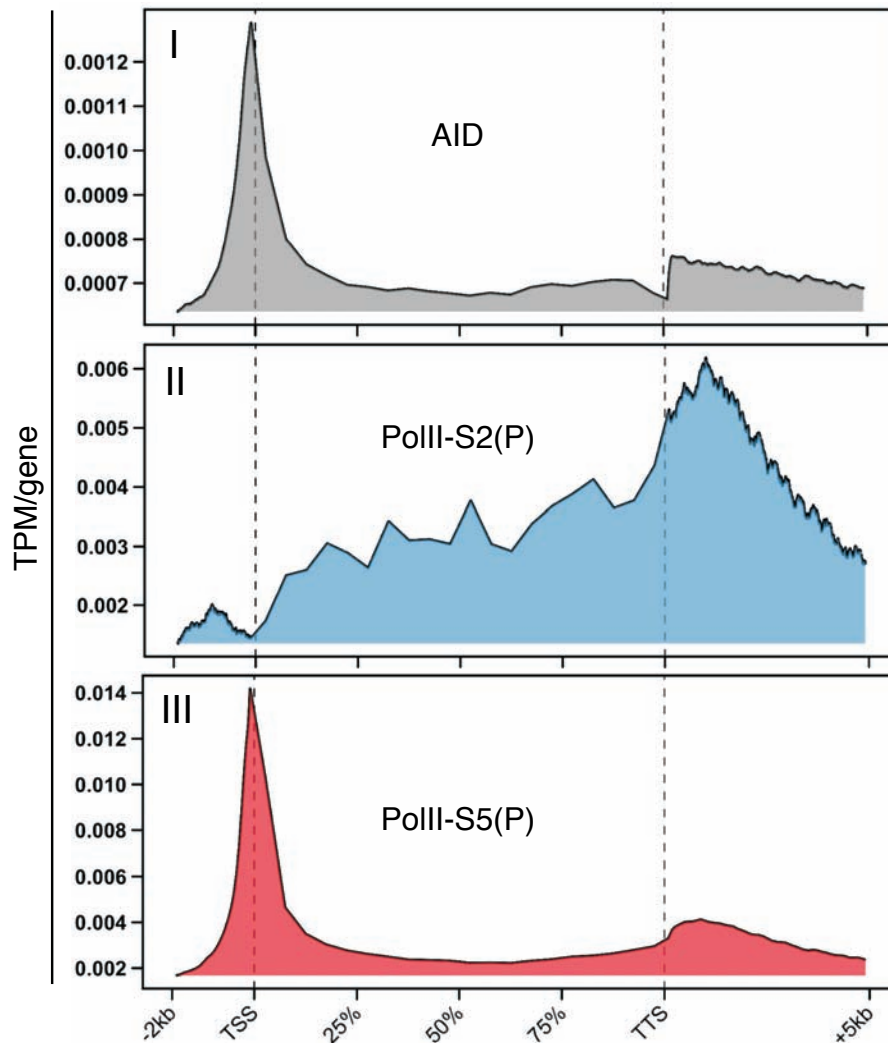 TPM/gene
I
AID
0.0012
0.0011
0.0010
0.0009
0.0008
0.0007
II
PolII-S2(P)
0.006
0.005
0.004
0.003
0.002
III
PolII-S5(P)
0.014
0.012
0.010
0.008
0.006
0.004
0.002
-2kb
TSS
25%
50%
75%
TTS
+5kb